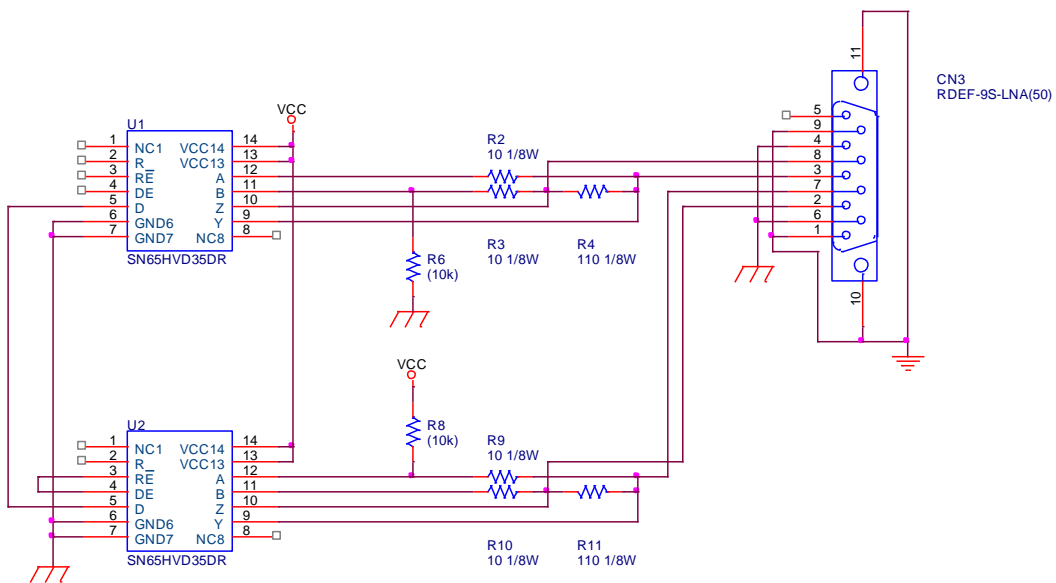 CN3
RDEF-9S-LNA(50)
11
5
9
4
8
3
7
2
6
1
10
VCC
U1
1 NC1 VCC14 14
2 R VCC13 13
3 RE A 12
4 DE B 11
5 D Z 10
6 GND6 Y 9
7 GND7 NC8 8
SN65HVD35DR
R2
10 1/8W
R3
10 1/8W
R4
110 1/8W
R6
(10k)
VCC
R8
(10k)
U2
1 NC1 VCC14 14
2 R VCC13 13
3 RE A 12
4 DE B 11
5 D Z 10
6 GND6 Y 9
7 GND7 NC8 8
SN65HVD35DR
R9
10 1/8W
R10
10 1/8W
R11
110 1/8W